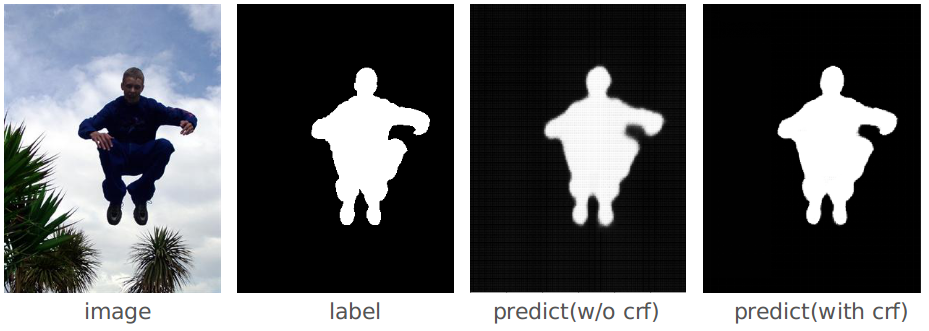 image
label
predict(w/o crf)
predict(with crf)